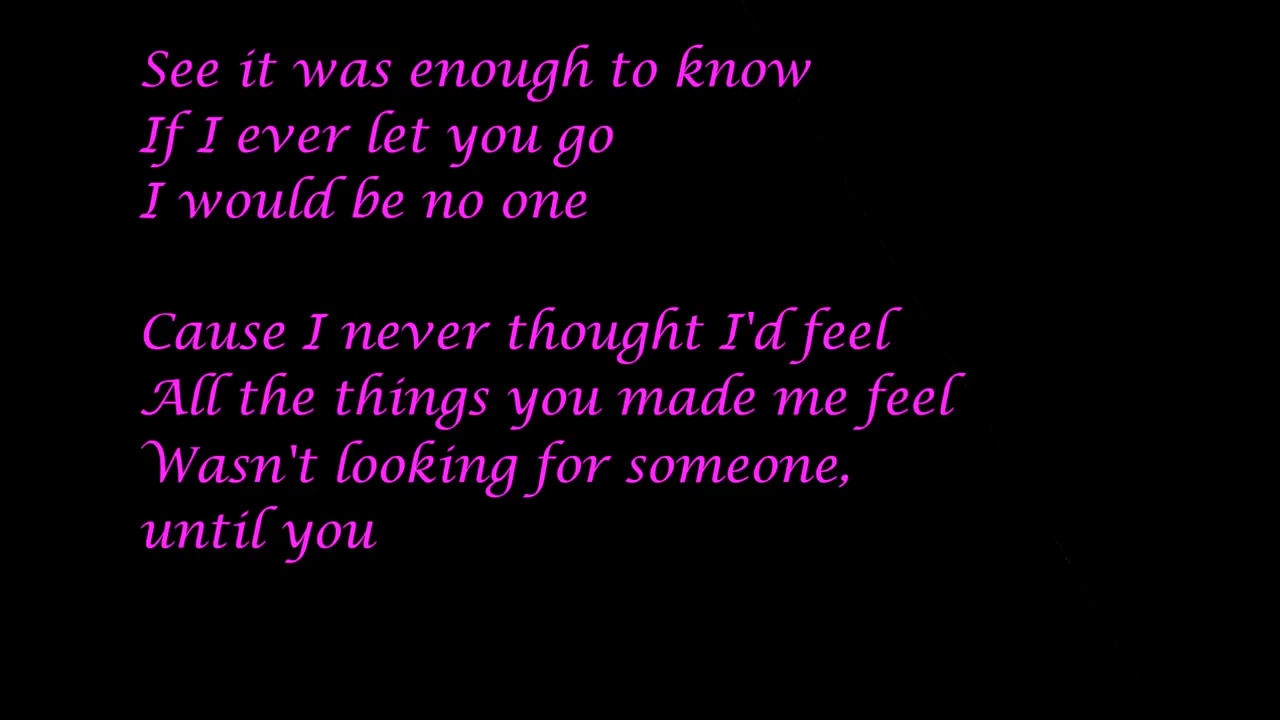 See it was enough to know
If I ever let you go
I would be no one
Cause I never thought I'd feel
All the things you made me feel
Wasn't looking for someone,
until you